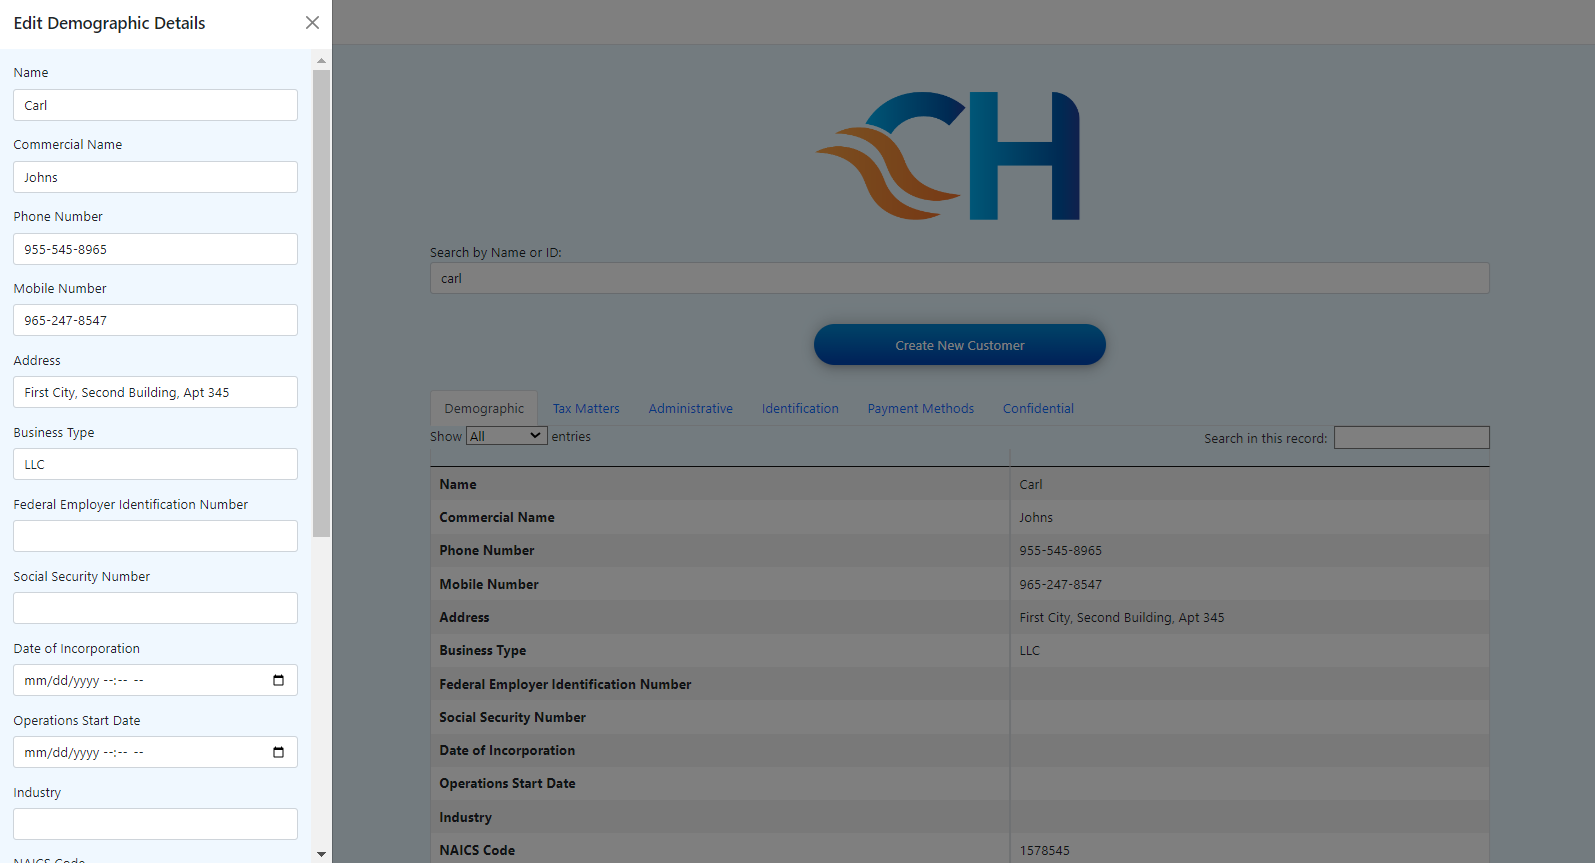 Edit Demographic Details
Name
Carl
Commercial Name
Johns
Phone Number
955-545-8965
Mobile Number
965-247-8547
Address
First City, Second Building, Apt 345
Business Type
LLC
Federal Employer Identification Number
Social Security Number
Date of Incorporation
mm/dd/yyyy --:-- --
Operations Start Date
mm/dd/yyyy --:-- --
Industry
NAICS Code
CH
Search by Name or ID:
carl
Create New Customer
Demographic Tax Matters Administrative Identification Payment Methods Confidential
Show All entries Search in this record:
Name Carl
Commercial Name Johns
Phone Number 955-545-8965
Mobile Number 965-247-8547
Address First City, Second Building, Apt 345
Business Type LLC
Federal Employer Identification Number
Social Security Number
Date of Incorporation
Operations Start Date
Industry
NAICS Code 1578545